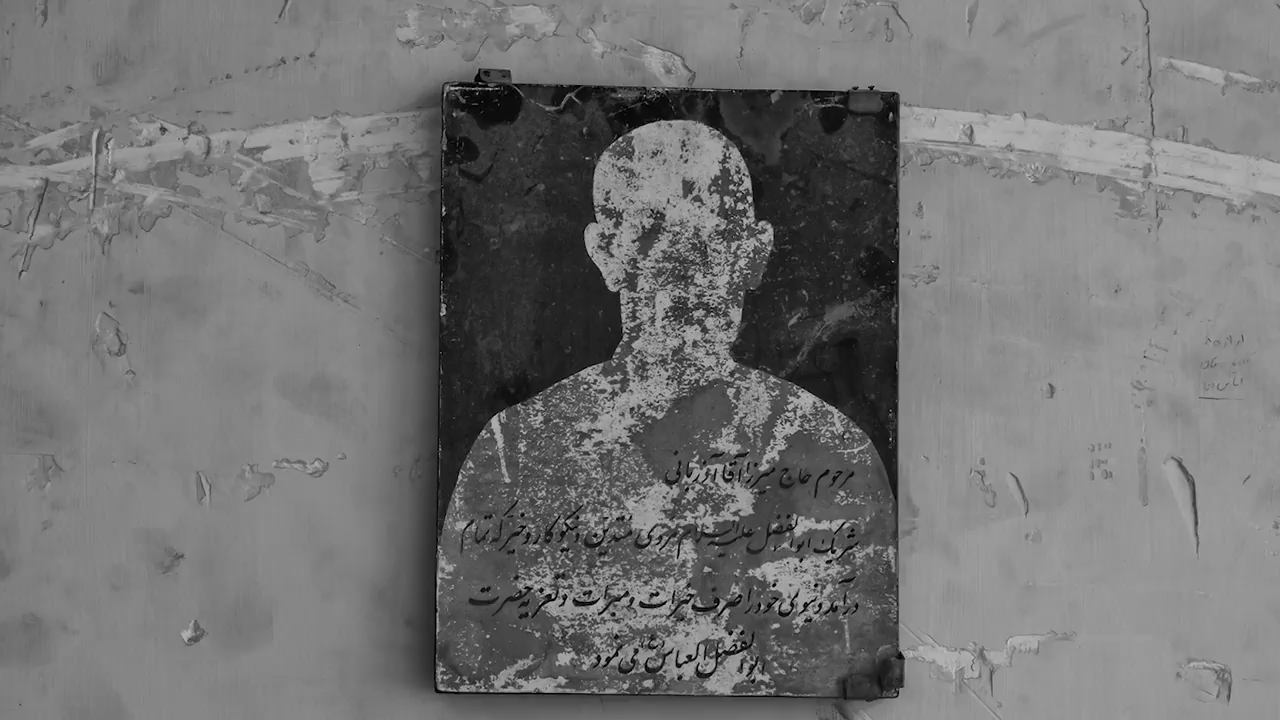 مرحوم حاج میرزا آقا آذربانی
شریک ابوالفضل علیه السلام مردی متدین و نیکوکار و خیر که تمام
درآمد دنیوی خود را صرف خیرات و مبرات و تعزیه حضرت
ابوالفضل العباس (ع) می نمود